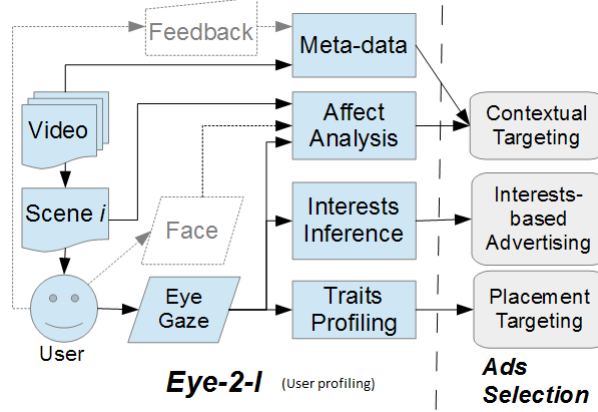 Feedback
Meta-data
Video
Affect
Analysis
Contextual
Targeting
Scene i
Face
Interests
Inference
Interests-
based
Advertising
Eye
Gaze
Traits
Profiling
Placement
Targeting
User
Eye-2-I (User profiling)
Ads
Selection